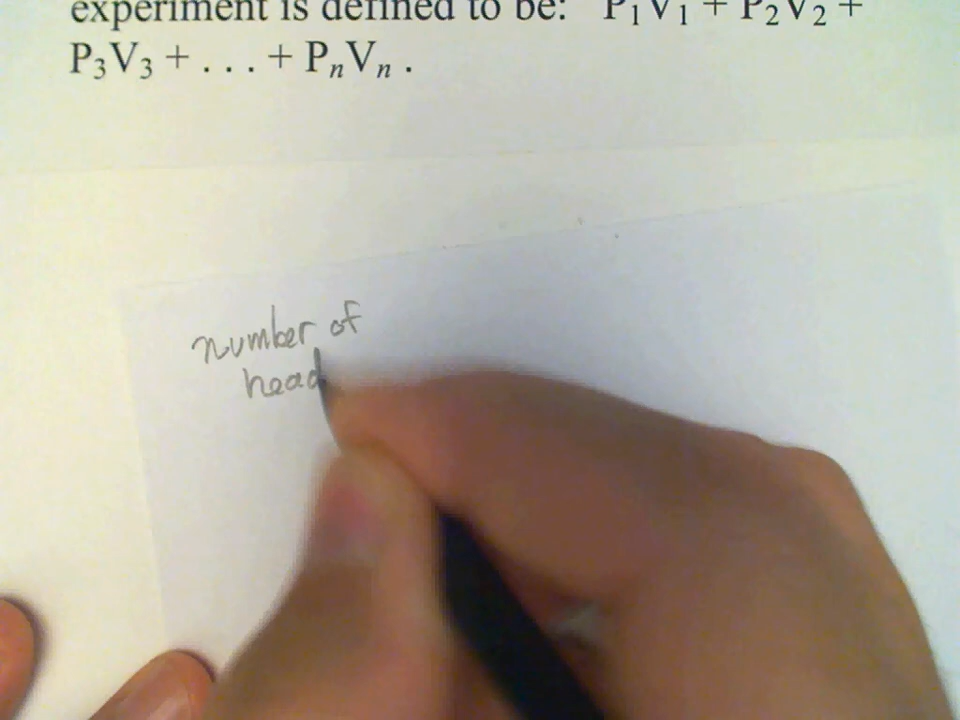 experiment is defined to be: P₁V₁ + P₂V₂ +
P₃V₃ + . . . + PₙVₙ .
number of
head